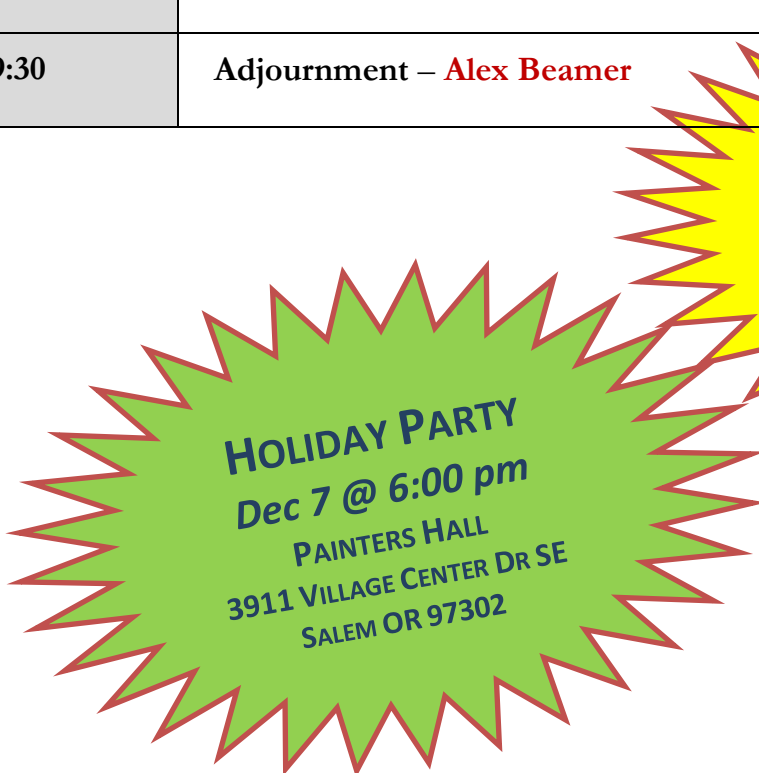 :30 Adjournment – Alex Beamer
HOLIDAY PARTY
Dec 7 @ 6:00 pm
PAINTERS HALL
3911 VILLAGE CENTER DR SE
SALEM OR 97302